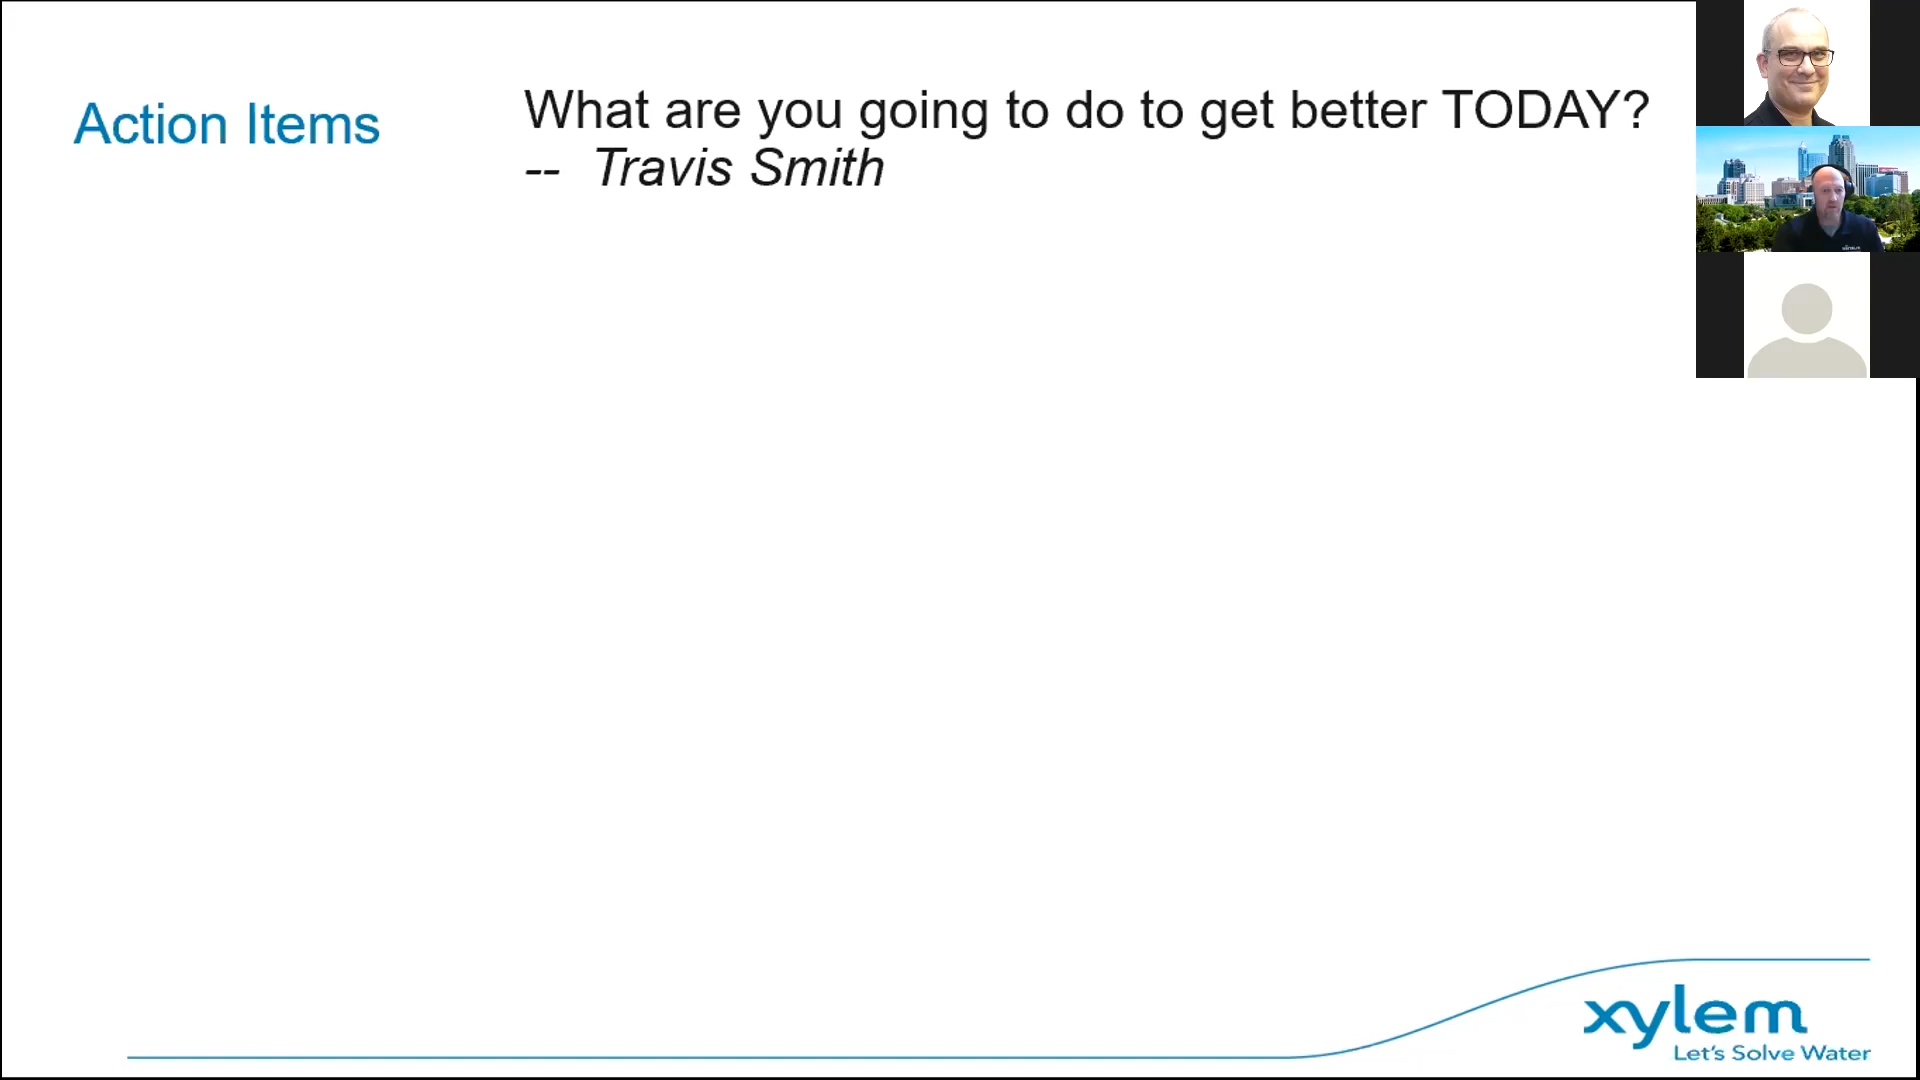 Action Items
What are you going to do to get better TODAY?
-- Travis Smith
xylem
Let's Solve Water